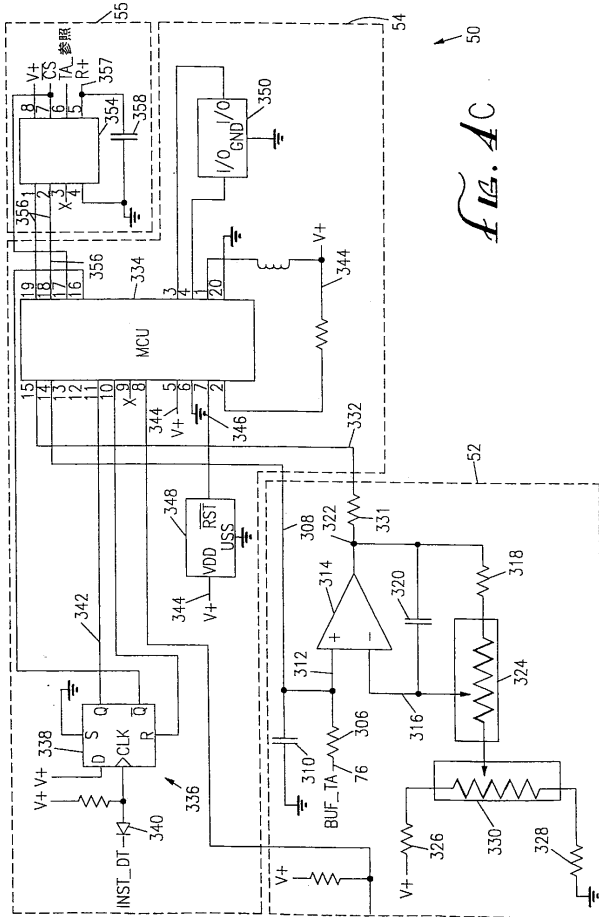 55
54
50
FIG. 4C
V+
CS
TA_参照
R+
357
8
7
6
5
354
358
1
2
3
X
4
356
356
19
18
17
16
334
MCU
3
4
1
20
I/O
I/O
GND
350
V+
344
15
14
13
12
11
10
9
X
8
5
6
7
2
344
V+
346
332
348
VDD
RST
USS
344
V+
342
338
S
D
Q
CLK
Q
R
V+
V+
336
340
INST_DT
V+
52
308
322
331
314
+
-
312
320
318
316
324
310
306
76
BUF_TA
330
326
V+
328